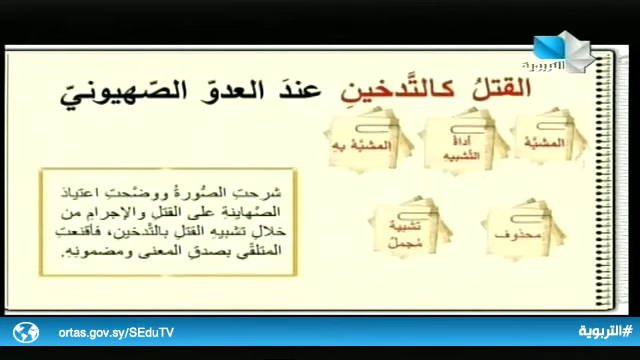 التربوية
القتلُ كالتَّدخينِ عندَ العدوّ الصّهيونيّ
المشبَّهُ
أداةُ
التّشبيهِ
المشبَّهُ بهِ
محذوف
تشبيهٌ
مُجملٌ
شرحتِ الصُّورةُ ووضَّحتِ اعتيادَ
الصَّهاينةِ على القتلِ والإجرامِ من
خلالِ تشبيهِ القتلِ بالتَّدخينِ، فأقنعتِ
المتلقّي بصدقِ المعنى ومضمونِهِ.
ortas.gov.sy/SEduTV
#التربوية